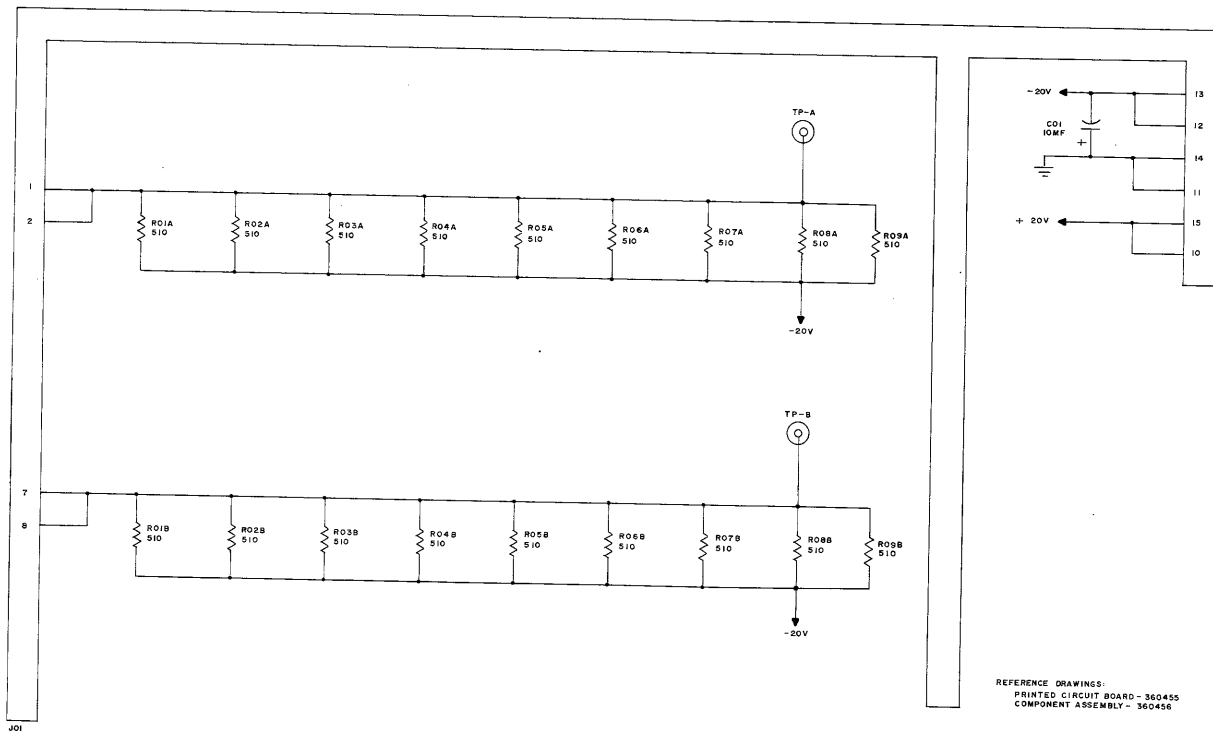 TP-A
1
2
R01A
510
R02A
510
R03A
510
R04A
510
R05A
510
R06A
510
R07A
510
R08A
510
R09A
510
-20V
TP-B
7
8
R01B
510
R02B
510
R03B
510
R04B
510
R05B
510
R06B
510
R07B
510
R08B
510
R09B
510
-20V
J01
-20V
C01
10MF
+
+ 20V
13
12
14
11
15
10
REFERENCE DRAWINGS:
PRINTED CIRCUIT BOARD - 360455
COMPONENT ASSEMBLY - 360456